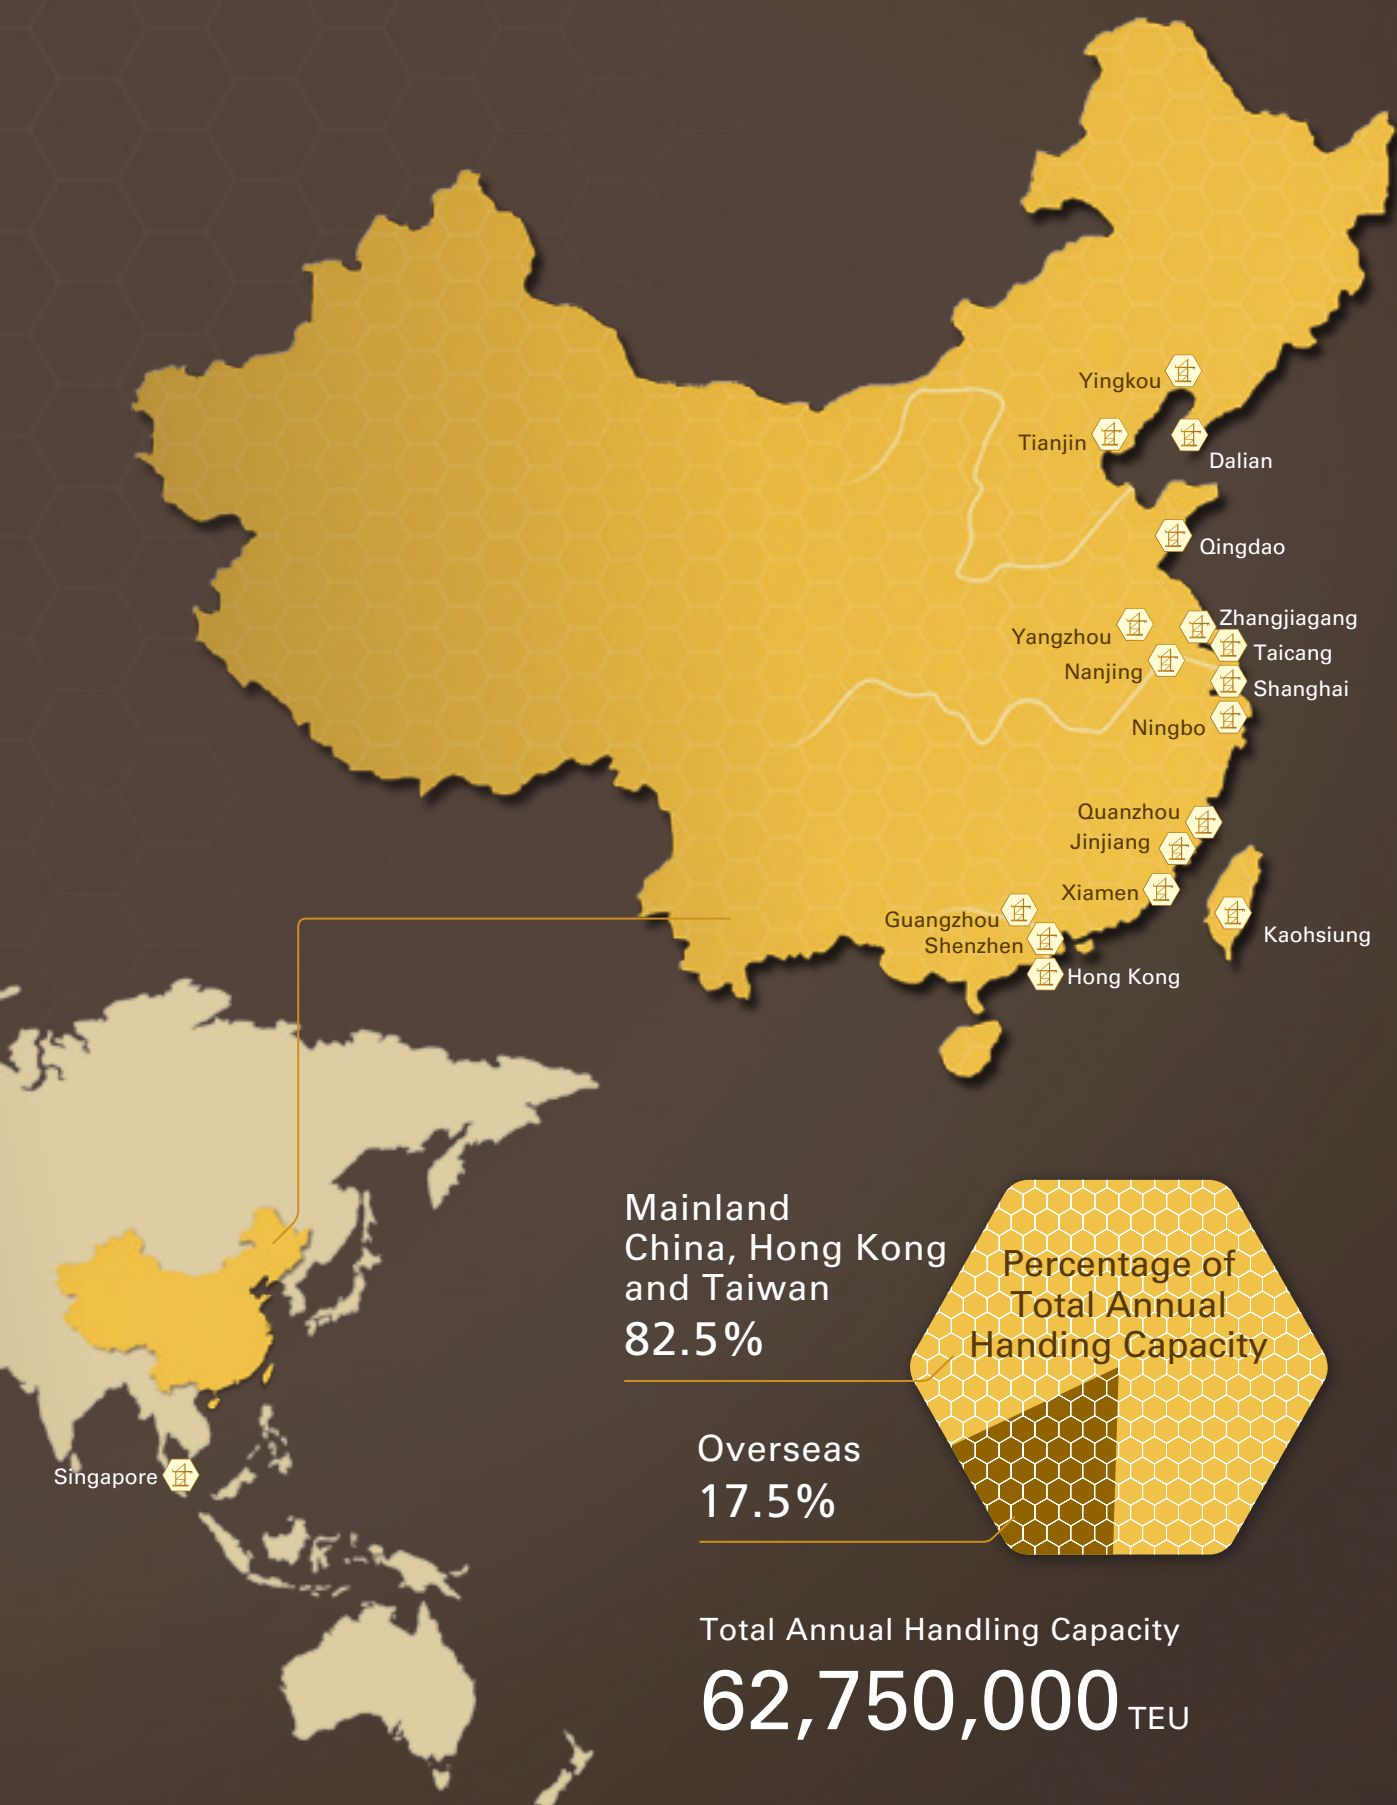 Yingkou
Tianjin
Dalian
Qingdao
Zhangjiagang
Yangzhou
Taicang
Nanjing
Shanghai
Ningbo
Quanzhou
Jinjiang
Xiamen
Guangzhou
Kaohsiung
Shenzhen
Hong Kong
Mainland
China, Hong Kong
and Taiwan
82.5%
Percentage of
Total Annual
Handing Capacity
Overseas
17.5%
Singapore
Total Annual Handling Capacity
62,750,000 TEU